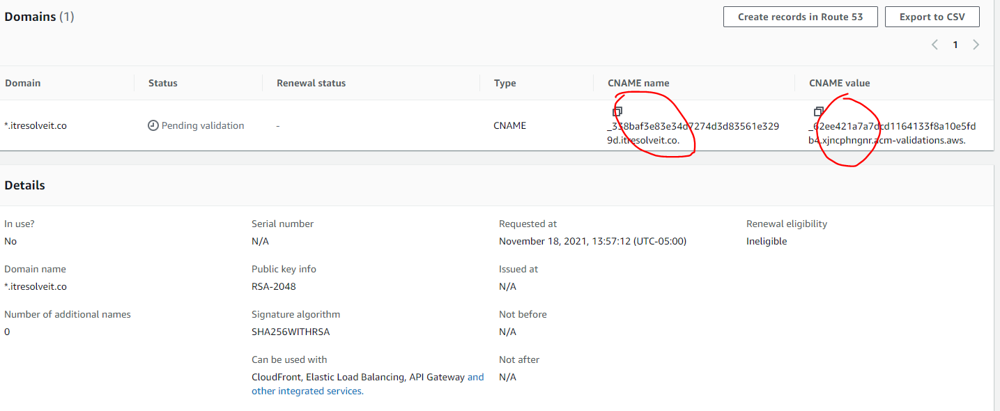 Domains (1)
Create records in Route 53
Export to CSV
1
Domain
Status
Renewal status
Type
CNAME name
CNAME value
*.itresolveit.co
Pending validation
-
CNAME
_338baf3e83e34d7274d3d83561e329
9d.itresolveit.co.
_62ee421a7a7dcd1164133f8a10e5fd
b4.xjncphngnr.acm-validations.aws.
Details
In use?
No
Serial number
N/A
Requested at
November 18, 2021, 13:57:12 (UTC-05:00)
Renewal eligibility
Ineligible
Domain name
*.itresolveit.co
Public key info
RSA-2048
Issued at
N/A
Number of additional names
0
Signature algorithm
SHA256WITHRSA
Not before
N/A
Can be used with
CloudFront, Elastic Load Balancing, API Gateway and
other integrated services.
Not after
N/A